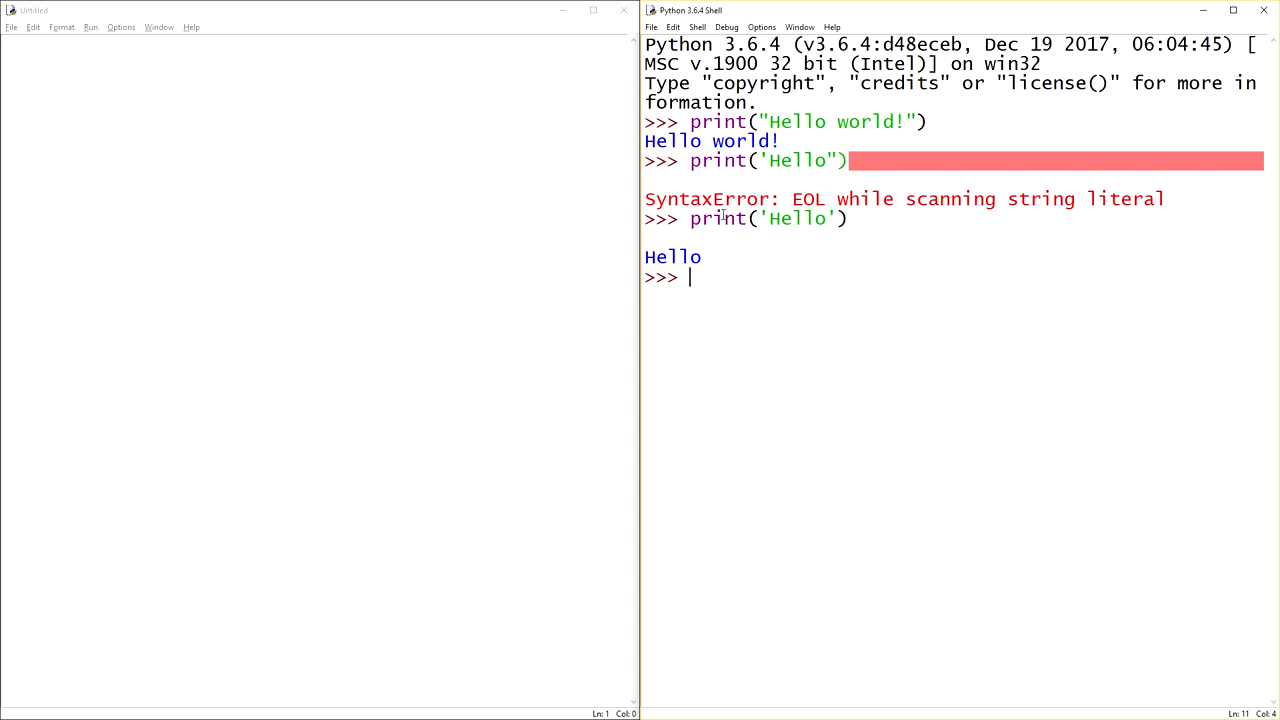 Untitled
File Edit Format Run Options Window Help
Ln: 1 Col: 0
Python 3.6.4 Shell
File Edit Shell Debug Options Window Help
Python 3.6.4 (v3.6.4:d48eceb, Dec 19 2017, 06:04:45) [
MSC v.1900 32 bit (Intel)] on win32
Type "copyright", "credits" or "license()" for more in
formation.
>>> print("Hello world!")
Hello world!
>>> print('Hello")
SyntaxError: EOL while scanning string literal
>>> print('Hello')
Hello
>>>
Ln: 11 Col: 4